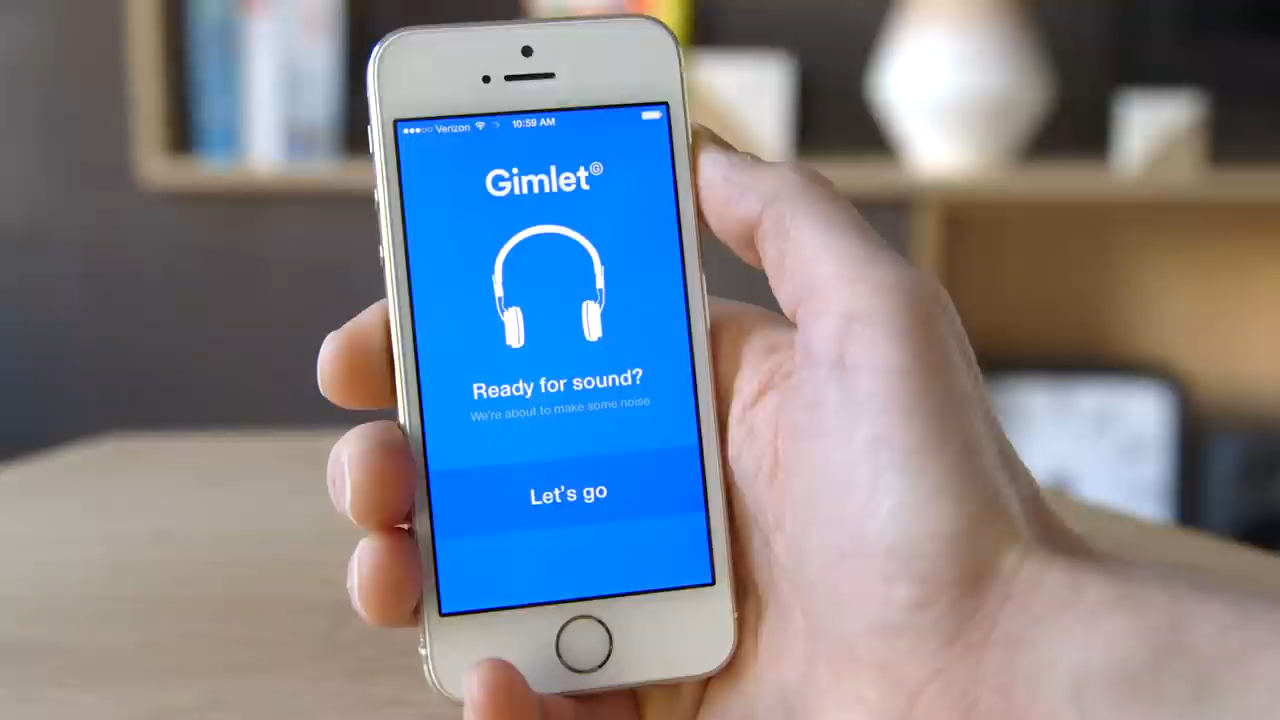 Verizon 10:59 AM
Gimlet G
Ready for sound?
We're about to make some noise
Let's go